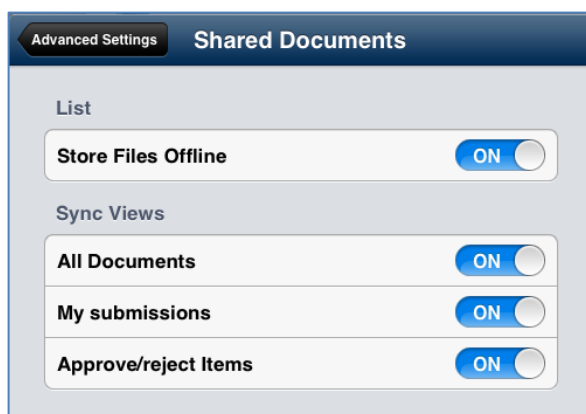 Advanced Settings Shared Documents
List
Store Files Offline ON
Sync Views
All Documents ON
My submissions ON
Approve/reject Items ON